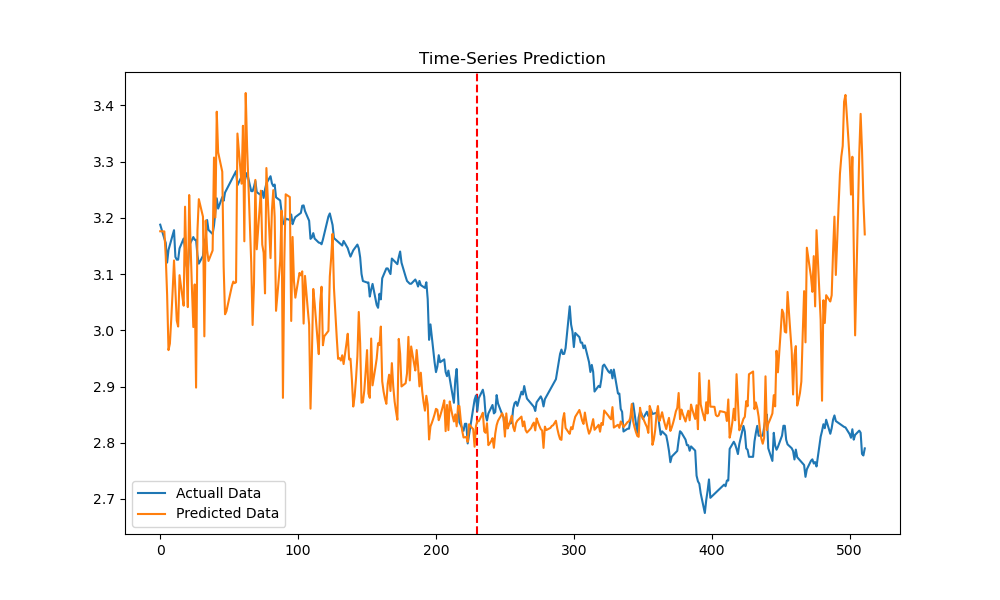 Time-Series Prediction
3.4
3.3
3.2
3.1
3.0
2.9
2.8
2.7
Actuall Data
Predicted Data
0 100 200 300 400 500